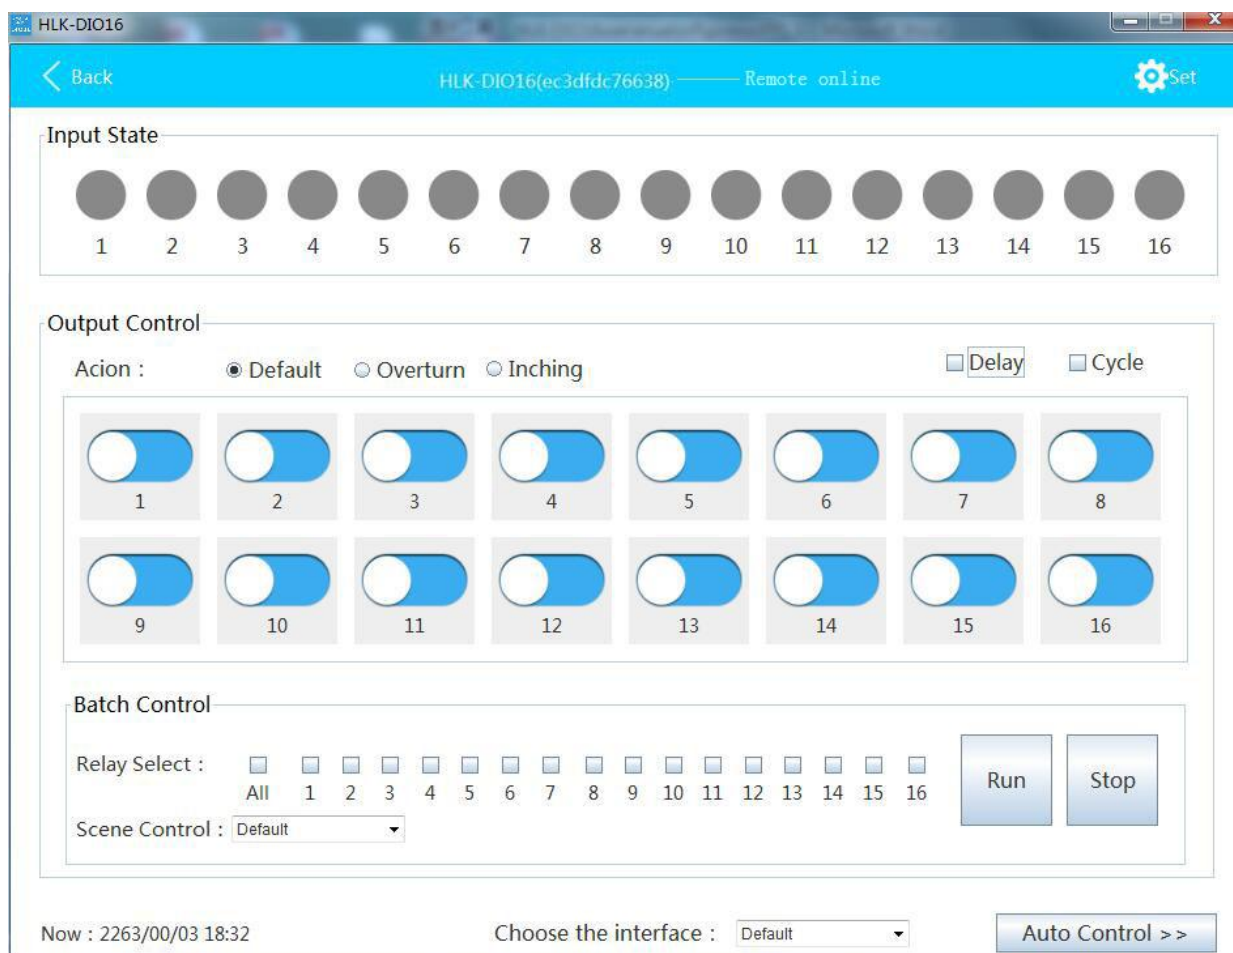 HLK-DIO16
Back
HLK-DIO16(ec3dfdc76638) ——— Remote online
Set
Input State
1 2 3 4 5 6 7 8 9 10 11 12 13 14 15 16
Output Control
Acion : Default Overturn Inching Delay Cycle
1 2 3 4 5 6 7 8
9 10 11 12 13 14 15 16
Batch Control
Relay Select :
All 1 2 3 4 5 6 7 8 9 10 11 12 13 14 15 16
Run Stop
Scene Control : Default
Now : 2263/00/03 18:32 Choose the interface : Default Auto Control >>